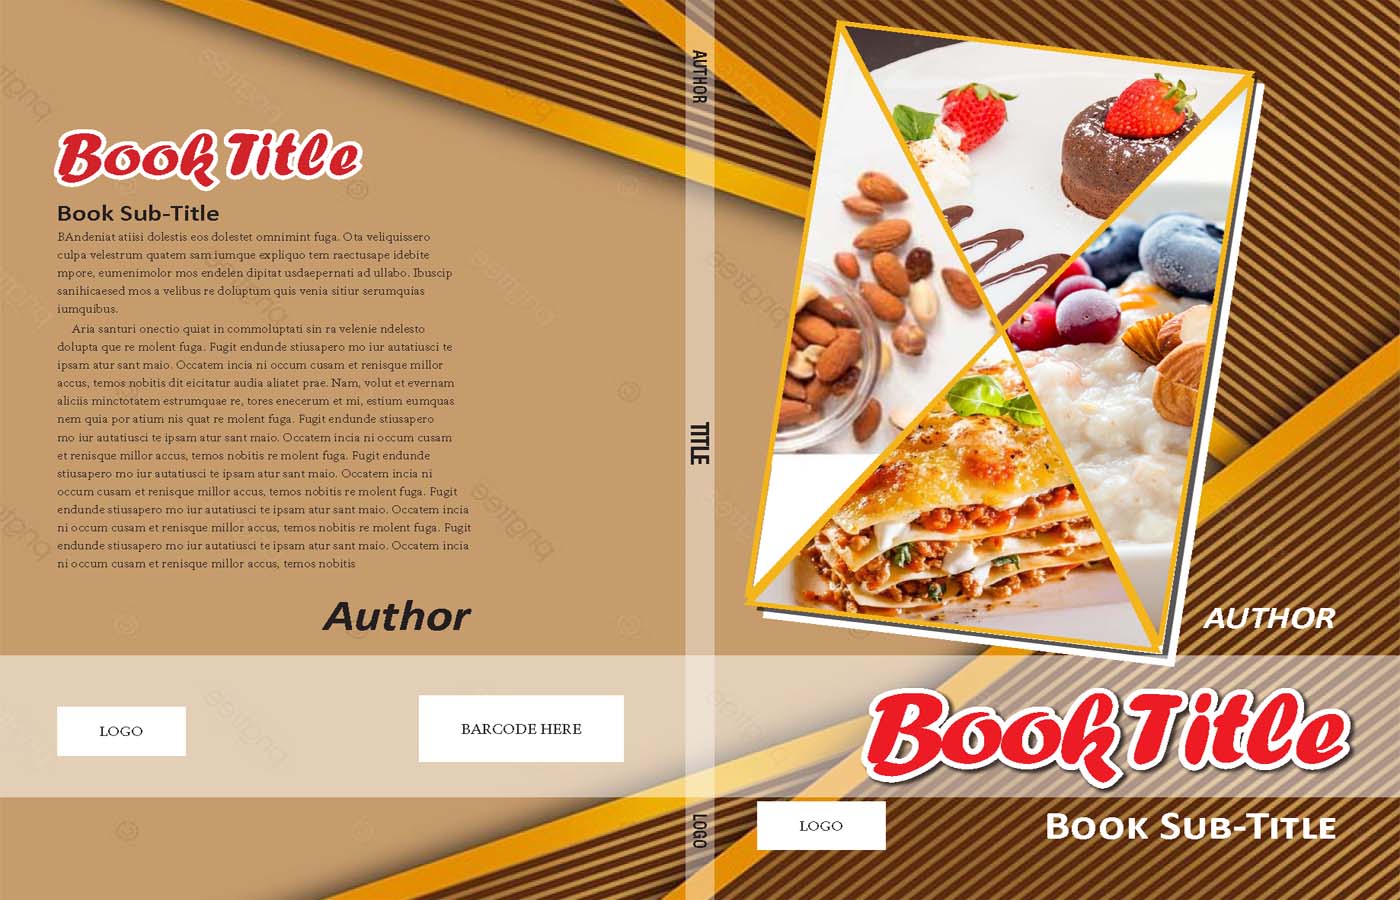 Book Title
Book Sub-Title
BAndeniat atiisi dolestis eos dolestet omnimint fuga. Ota veliquissero
culpa velestrum quatem sam iumque expliquo tem raectusape idebite
mpore, eumenimolor mos endelen dipitat usdaepernati ad ullabo. Ibuscip
sanihicaesed mos a velibus re doluptum quis venia sitiur serumquias
iumquibus.
Aria santuri onectio quiat in commoluptati sin ra velenie ndelesto
dolupta que re molent fuga. Fugit endunde stiusapero mo iur autatiusci te
ipsam atur sant maio. Occatem incia ni occum cusam et renisque millor
accus, temos nobitis dit eicitatur audia aliatet prae. Nam, volut et evernam
aliciis minctotatem estrumquae re, tores enecerum et mi, estium eumquas
nem quia por atium nis quat re molent fuga. Fugit endunde stiusapero
mo iur autatiusci te ipsam atur sant maio. Occatem incia ni occum cusam
et renisque millor accus, temos nobitis re molent fuga. Fugit endunde
stiusapero mo iur autatiusci te ipsam atur sant maio. Occatem incia ni
occum cusam et renisque millor accus, temos nobitis re molent fuga. Fugit
endunde stiusapero mo iur autatiusci te ipsam atur sant maio. Occatem incia
ni occum cusam et renisque millor accus, temos nobitis re molent fuga. Fugit
endunde stiusapero mo iur autatiusci te ipsam atur sant maio. Occatem incia
ni occum cusam et renisque millor accus, temos nobitis
Author
LOGO
BARCODE HERE
AUTHOR
TITLE
LOGO
AUTHOR
Book Title
Book Sub-Title
LOGO